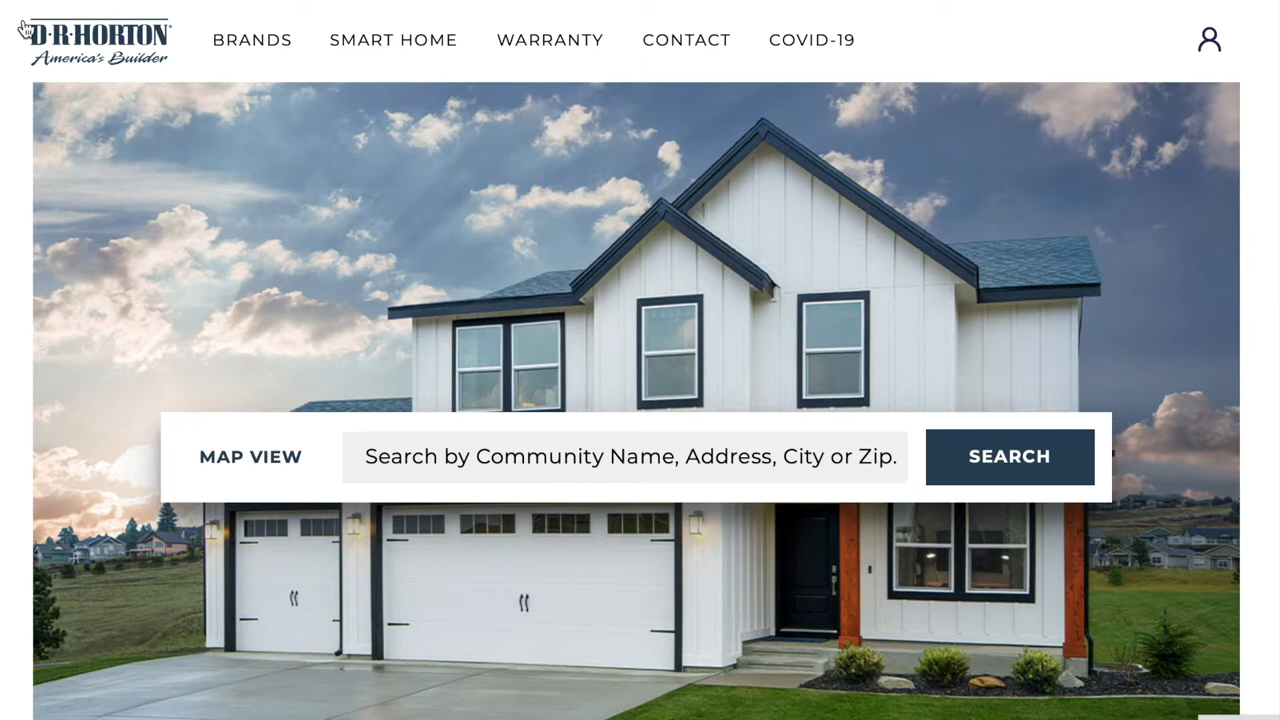 D·R·HORTON®
America's Builder
BRANDS SMART HOME WARRANTY CONTACT COVID-19
MAP VIEW Search by Community Name, Address, City or Zip. SEARCH